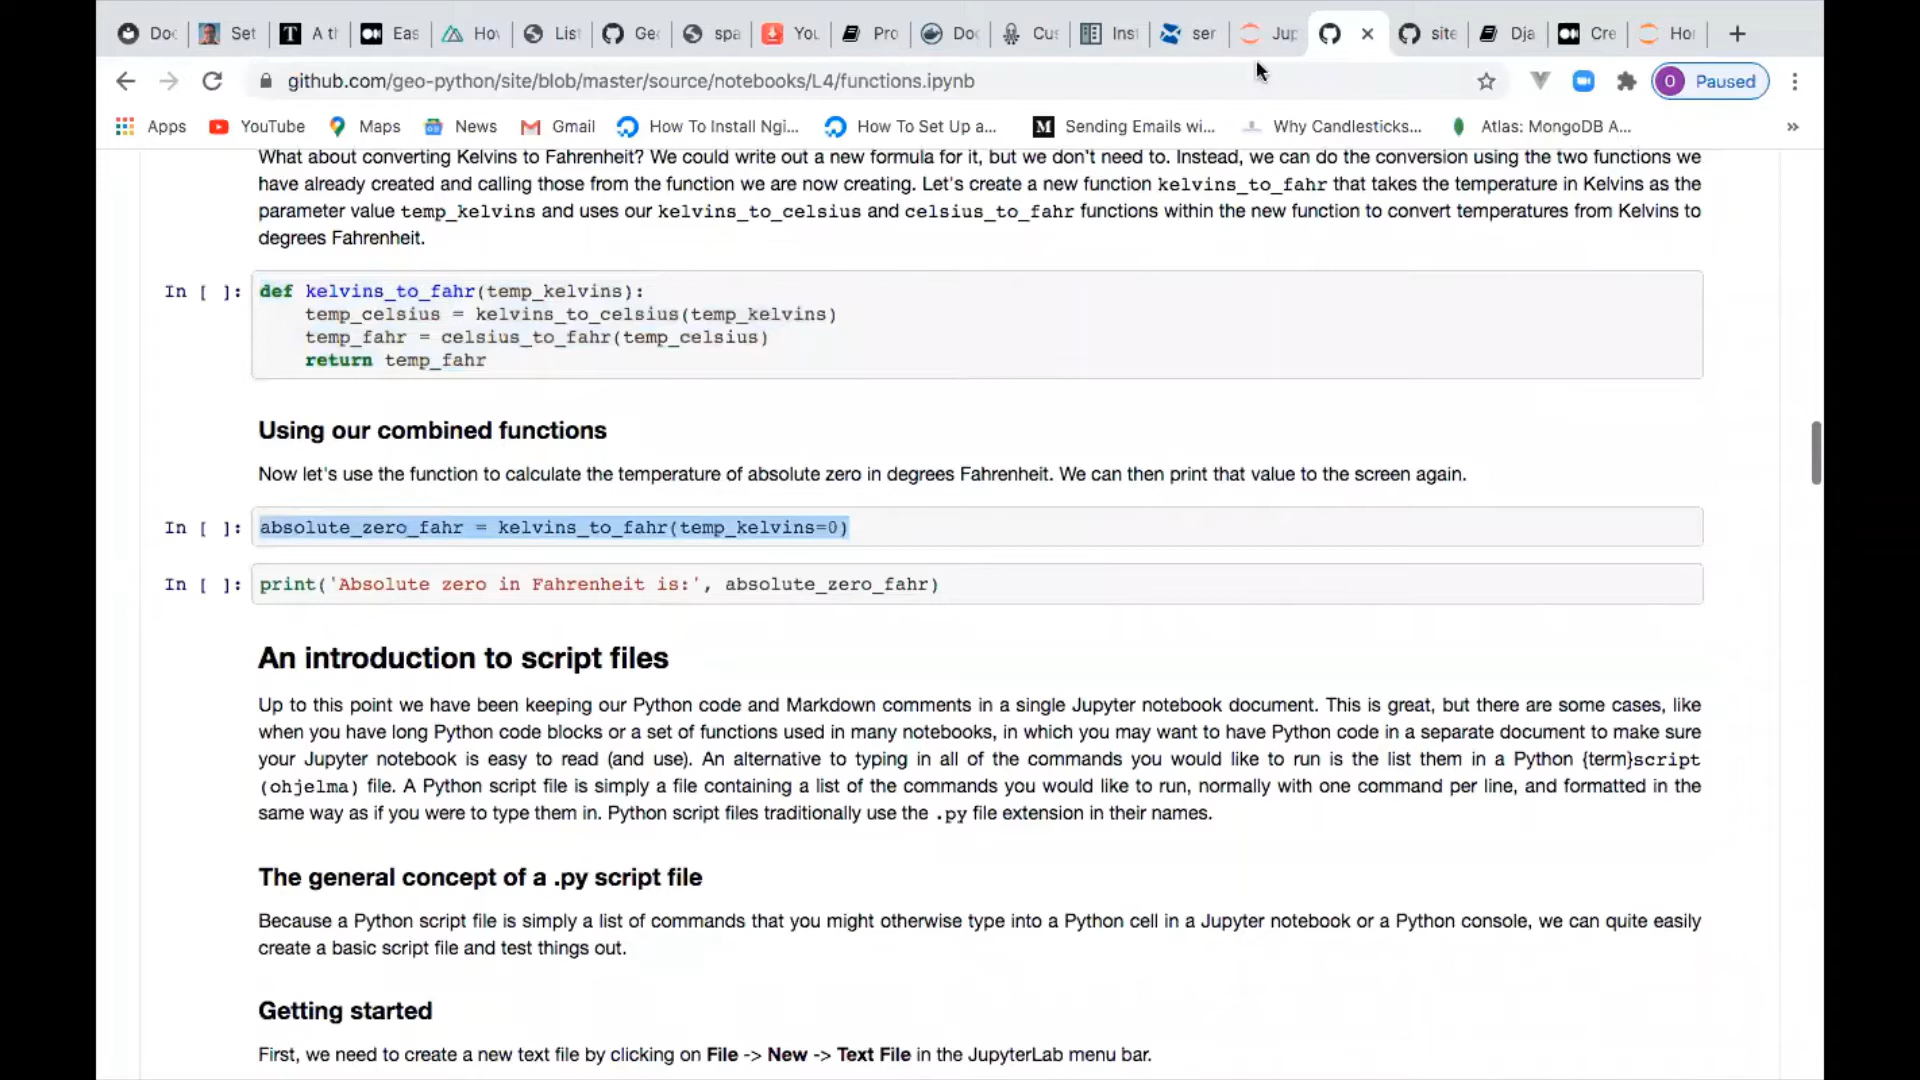 Doc Set A th Eas Hov List Geo spa You Pro Doc Cus Inst ser Jup site Dja Cre Hor
github.com/geo-python/site/blob/master/source/notebooks/L4/functions.ipynb
O Paused
Apps YouTube Maps News Gmail How To Install Ngi... How To Set Up a... Sending Emails wi... Why Candlesticks... Atlas: MongoDB A... »
What about converting Kelvins to Fahrenheit? We could write out a new formula for it, but we don't need to. Instead, we can do the conversion using the two functions we
have already created and calling those from the function we are now creating. Let's create a new function kelvins_to_fahr that takes the temperature in Kelvins as the
parameter value temp_kelvins and uses our kelvins_to_celsius and celsius_to_fahr functions within the new function to convert temperatures from Kelvins to
degrees Fahrenheit.
In [ ]: def kelvins_to_fahr(temp_kelvins):
temp_celsius = kelvins_to_celsius(temp_kelvins)
temp_fahr = celsius_to_fahr(temp_celsius)
return temp_fahr
Using our combined functions
Now let's use the function to calculate the temperature of absolute zero in degrees Fahrenheit. We can then print that value to the screen again.
In [ ]: absolute_zero_fahr = kelvins_to_fahr(temp_kelvins=0)
In [ ]: print('Absolute zero in Fahrenheit is:', absolute_zero_fahr)
An introduction to script files
Up to this point we have been keeping our Python code and Markdown comments in a single Jupyter notebook document. This is great, but there are some cases, like
when you have long Python code blocks or a set of functions used in many notebooks, in which you may want to have Python code in a separate document to make sure
your Jupyter notebook is easy to read (and use). An alternative to typing in all of the commands you would like to run is the list them in a Python {term}script
(ohjelma) file. A Python script file is simply a file containing a list of the commands you would like to run, normally with one command per line, and formatted in the
same way as if you were to type them in. Python script files traditionally use the .py file extension in their names.
The general concept of a .py script file
Because a Python script file is simply a list of commands that you might otherwise type into a Python cell in a Jupyter notebook or a Python console, we can quite easily
create a basic script file and test things out.
Getting started
First, we need to create a new text file by clicking on File -> New -> Text File in the JupyterLab menu bar.